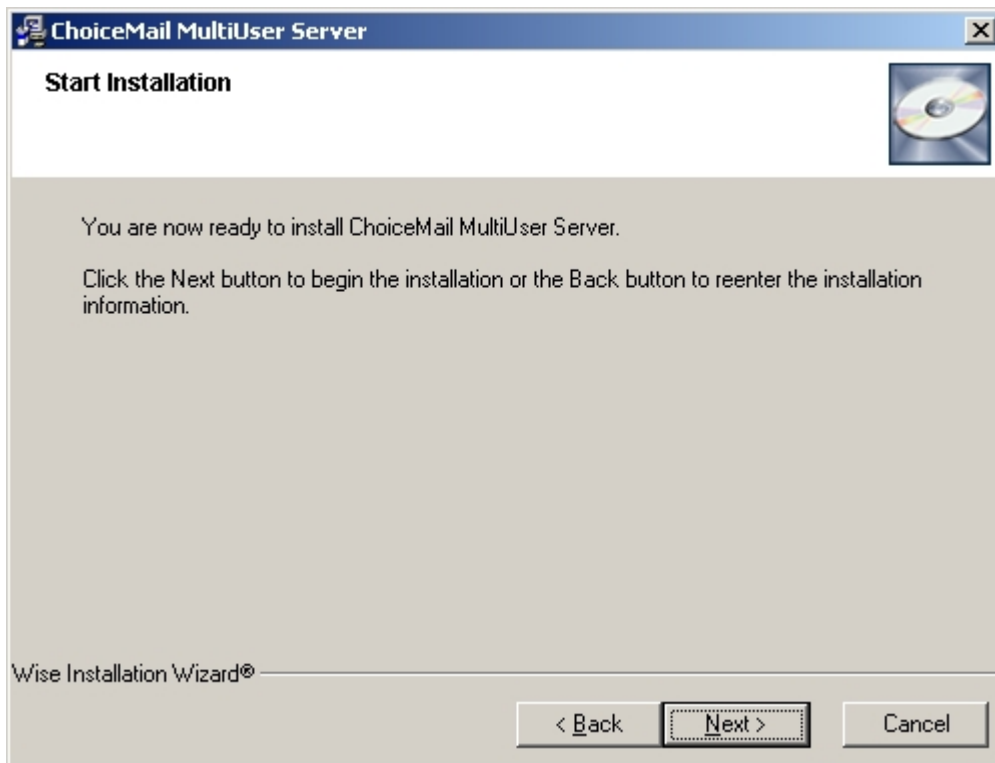 ChoiceMail MultiUser Server
Start Installation
You are now ready to install ChoiceMail MultiUser Server.
Click the Next button to begin the installation or the Back button to reenter the installation
information.
Wise Installation Wizard®
< Back
Next >
Cancel